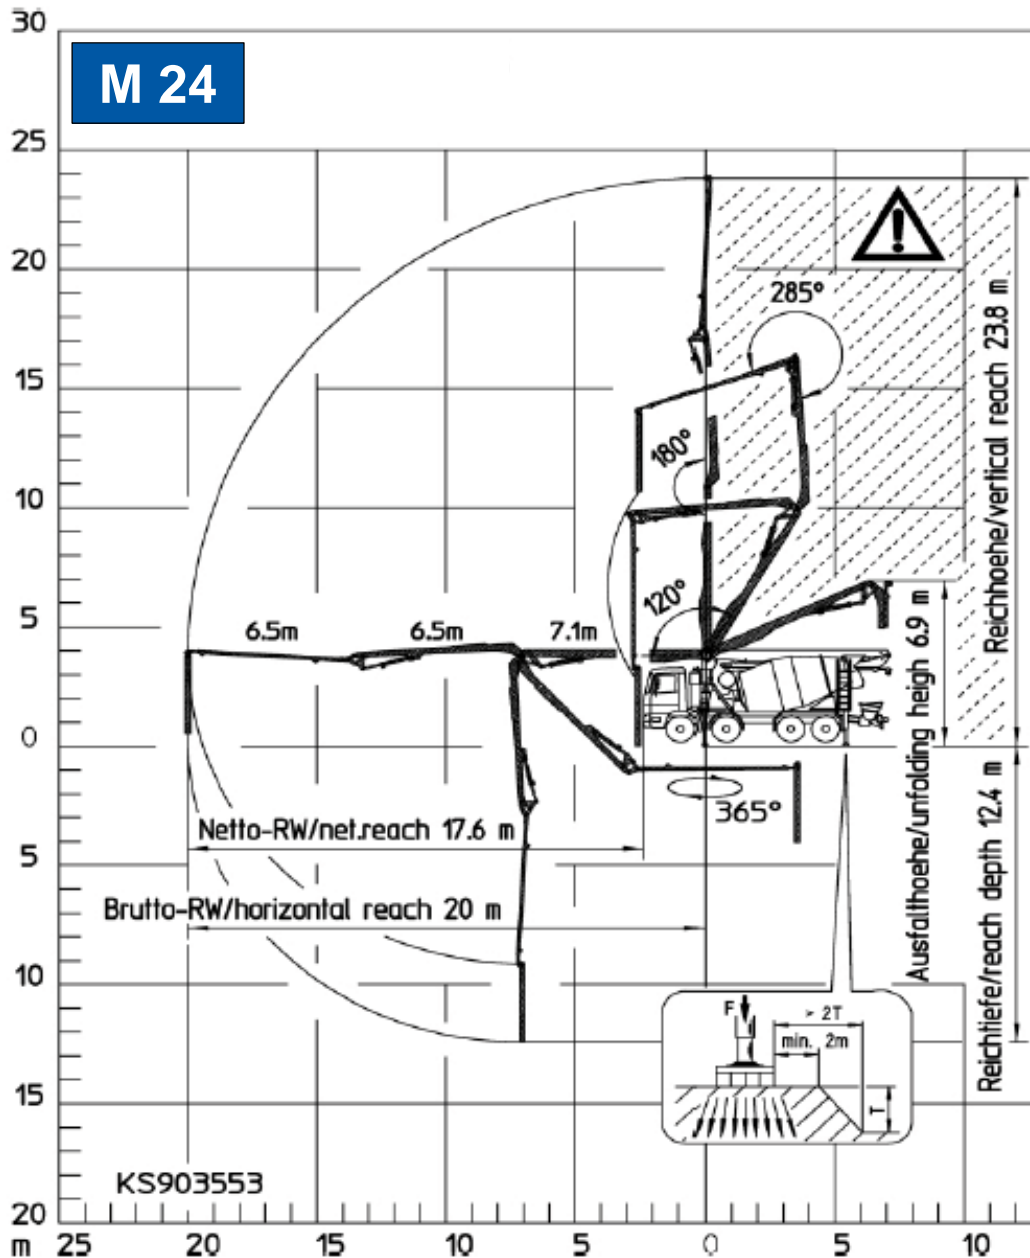 30
M 24
25
20
285°
15
180°
10
120°
5
6.5m 6.5m 7.1m
0
365°
Netto-RW/net.reach 17.6 m
5
Brutto-RW/horizontal reach 20 m
10
Reichhoehe/vertical reach 23.8 m
Ausfalthoehe/unfolding heigh 6.9 m
Reichtiefe/reach depth 12.4 m
F
> 2T
min. 2m
T
15
KS903553
20
m 25 20 15 10 5 0 5 10